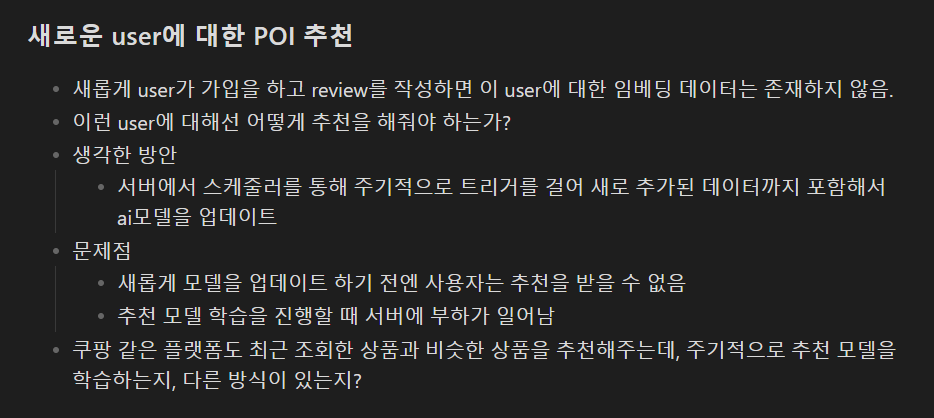 새로운 user에 대한 POI 추천
새롭게 user가 가입을 하고 review를 작성하면 이 user에 대한 임베딩 데이터는 존재하지 않음.
이런 user에 대해선 어떻게 추천을 해줘야 하는가?
생각한 방안
서버에서 스케줄러를 통해 주기적으로 트리거를 걸어 새로 추가된 데이터까지 포함해서
ai모델을 업데이트
문제점
새롭게 모델을 업데이트 하기 전엔 사용자는 추천을 받을 수 없음
추천 모델 학습을 진행할 때 서버에 부하가 일어남
쿠팡 같은 플랫폼도 최근 조회한 상품과 비슷한 상품을 추천해주는데, 주기적으로 추천 모델을
학습하는지, 다른 방식이 있는지?